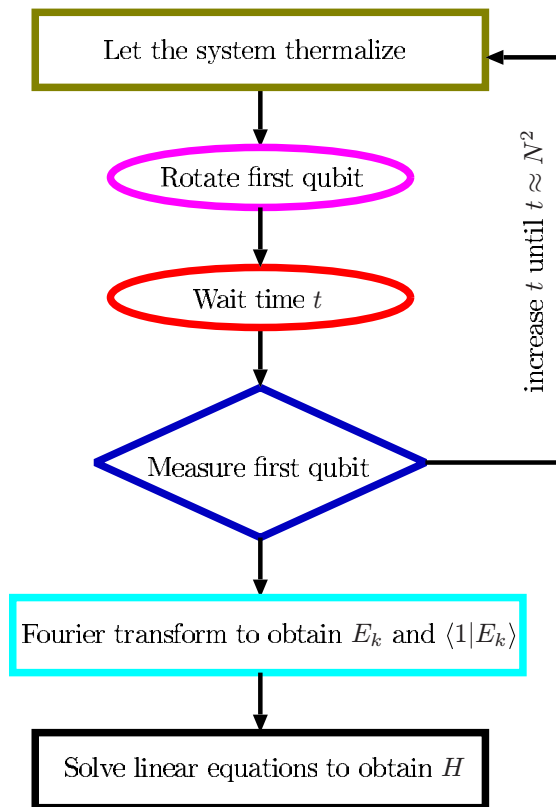 Let the system thermalize
Rotate first qubit
Wait time t
increase t until t ≈ N²
Measure first qubit
Fourier transform to obtain E_k and ⟨1|E_k⟩
Solve linear equations to obtain H